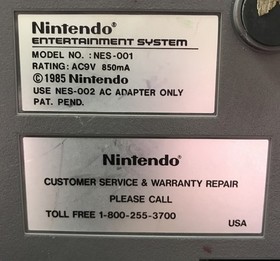 Nintendo®
ENTERTAINMENT SYSTEM
MODEL NO. :NES-001
RATING: AC9V 850mA
©1985 Nintendo
USE NES-002 AC ADAPTER ONLY
PAT. PEND.
Nintendo®
CUSTOMER SERVICE & WARRANTY REPAIR
PLEASE CALL
TOLL FREE 1-800-255-3700
USA